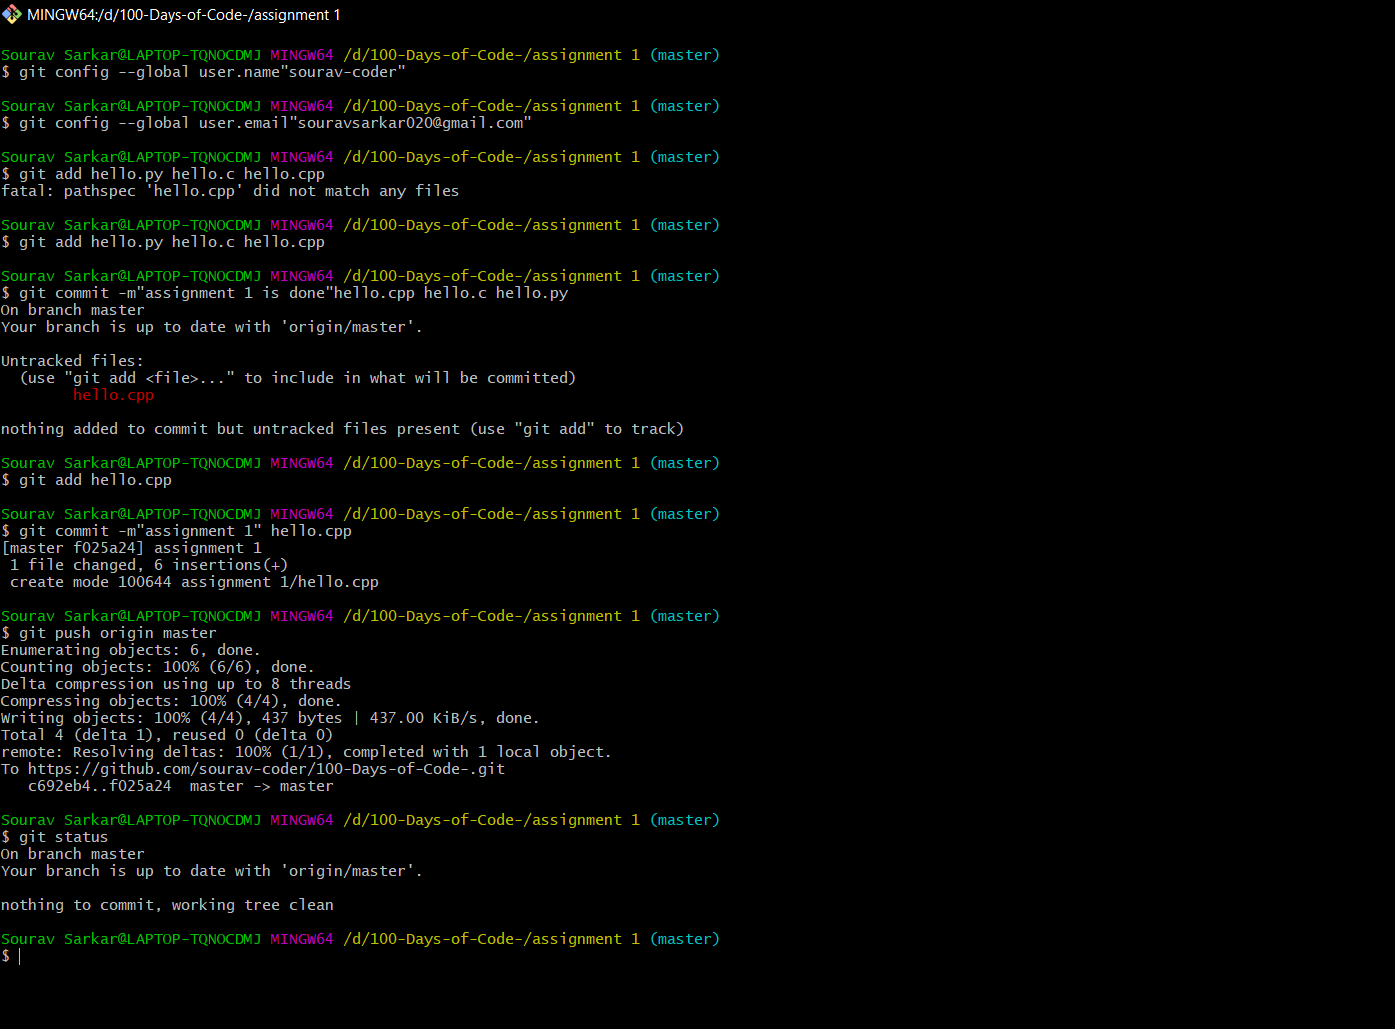 MINGW64:/d/100-Days-of-Code-/assignment 1
Sourav Sarkar@LAPTOP-TQNOCDMJ MINGW64 /d/100-Days-of-Code-/assignment 1 (master)
$ git config --global user.name"sourav-coder"
Sourav Sarkar@LAPTOP-TQNOCDMJ MINGW64 /d/100-Days-of-Code-/assignment 1 (master)
$ git config --global user.email"souravsarkar020@gmail.com"
Sourav Sarkar@LAPTOP-TQNOCDMJ MINGW64 /d/100-Days-of-Code-/assignment 1 (master)
$ git add hello.py hello.c hello.cpp
fatal: pathspec 'hello.cpp' did not match any files
Sourav Sarkar@LAPTOP-TQNOCDMJ MINGW64 /d/100-Days-of-Code-/assignment 1 (master)
$ git add hello.py hello.c hello.cpp
Sourav Sarkar@LAPTOP-TQNOCDMJ MINGW64 /d/100-Days-of-Code-/assignment 1 (master)
$ git commit -m"assignment 1 is done"hello.cpp hello.c hello.py
On branch master
Your branch is up to date with 'origin/master'.
Untracked files:
  (use "git add <file>..." to include in what will be committed)
        hello.cpp
nothing added to commit but untracked files present (use "git add" to track)
Sourav Sarkar@LAPTOP-TQNOCDMJ MINGW64 /d/100-Days-of-Code-/assignment 1 (master)
$ git add hello.cpp
Sourav Sarkar@LAPTOP-TQNOCDMJ MINGW64 /d/100-Days-of-Code-/assignment 1 (master)
$ git commit -m"assignment 1" hello.cpp
[master f025a24] assignment 1
 1 file changed, 6 insertions(+)
 create mode 100644 assignment 1/hello.cpp
Sourav Sarkar@LAPTOP-TQNOCDMJ MINGW64 /d/100-Days-of-Code-/assignment 1 (master)
$ git push origin master
Enumerating objects: 6, done.
Counting objects: 100% (6/6), done.
Delta compression using up to 8 threads
Compressing objects: 100% (4/4), done.
Writing objects: 100% (4/4), 437 bytes | 437.00 KiB/s, done.
Total 4 (delta 1), reused 0 (delta 0)
remote: Resolving deltas: 100% (1/1), completed with 1 local object.
To https://github.com/sourav-coder/100-Days-of-Code-.git
   c692eb4..f025a24  master -> master
Sourav Sarkar@LAPTOP-TQNOCDMJ MINGW64 /d/100-Days-of-Code-/assignment 1 (master)
$ git status
On branch master
Your branch is up to date with 'origin/master'.
nothing to commit, working tree clean
Sourav Sarkar@LAPTOP-TQNOCDMJ MINGW64 /d/100-Days-of-Code-/assignment 1 (master)
$